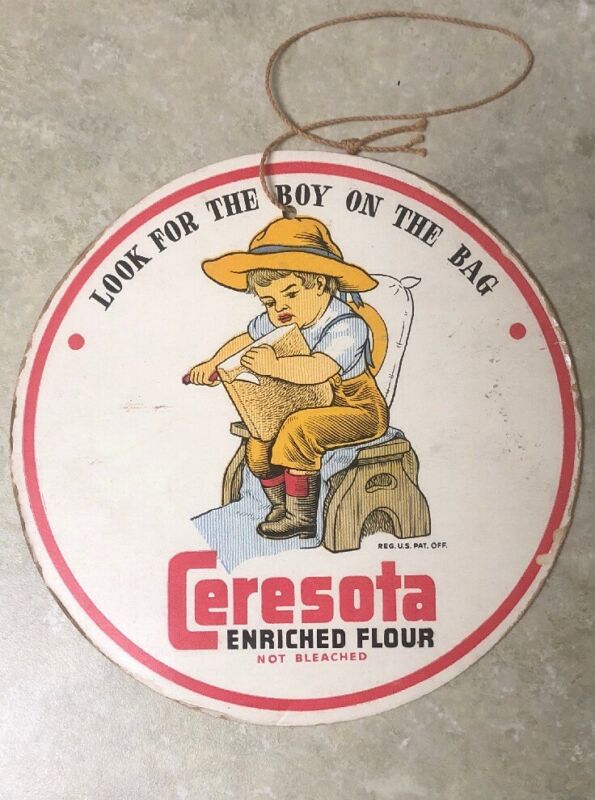 LOOK FOR THE BOY ON THE BAG
REG. U.S. PAT. OFF.
Ceresota
ENRICHED FLOUR
NOT BLEACHED